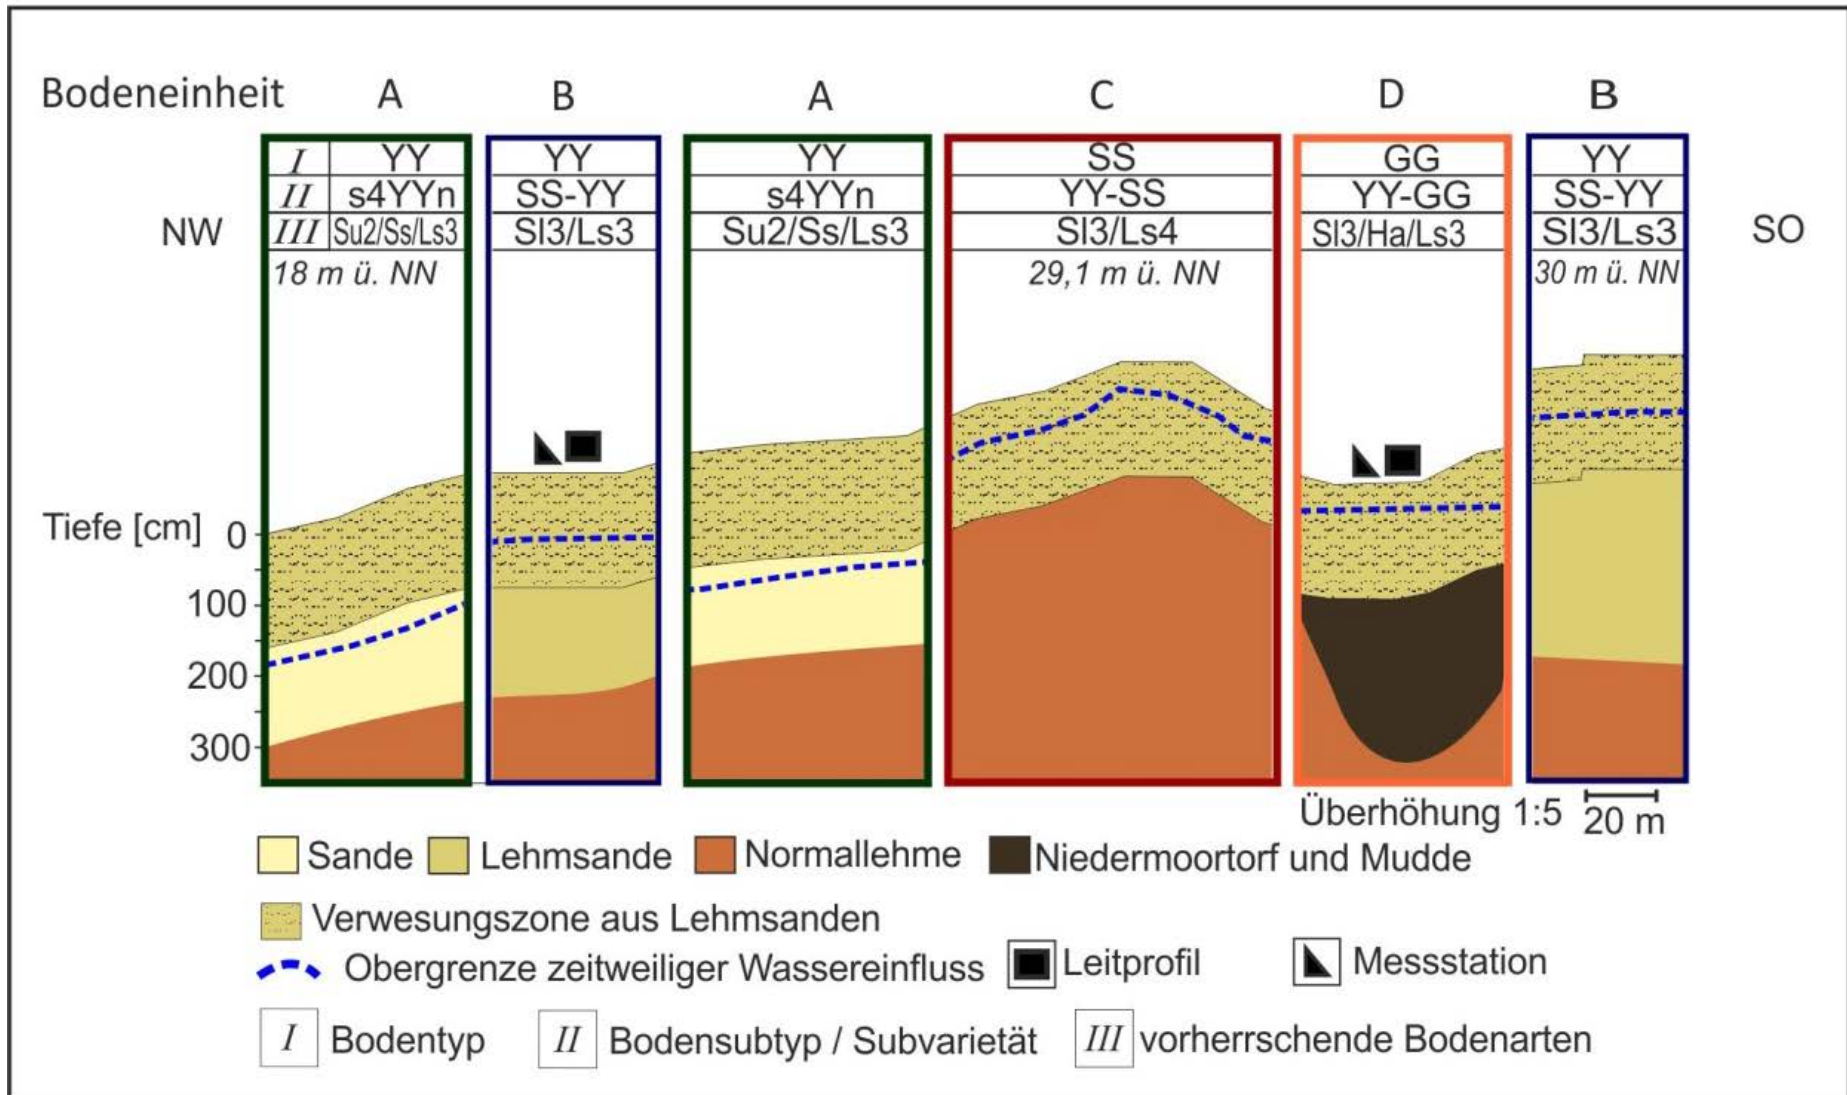 Bodeneinheit A B A C D B
I YY YY YY SS GG YY
II s4YYn SS-YY s4YYn YY-SS YY-GG SS-YY
NW III Su2/Ss/Ls3 Sl3/Ls3 Su2/Ss/Ls3 Sl3/Ls4 Sl3/Ha/Ls3 Sl3/Ls3 SO
18 m ü. NN 29,1 m ü. NN 30 m ü. NN
Tiefe [cm] 0
100
200
300
Überhöhung 1:5 20 m
Sande Lehmsande Normallehme Niedermoortorf und Mudde
Verwesungszone aus Lehmsanden
Obergrenze zeitweiliger Wassereinfluss Leitprofil Messstation
I Bodentyp II Bodensubtyp / Subvarietät III vorherrschende Bodenarten